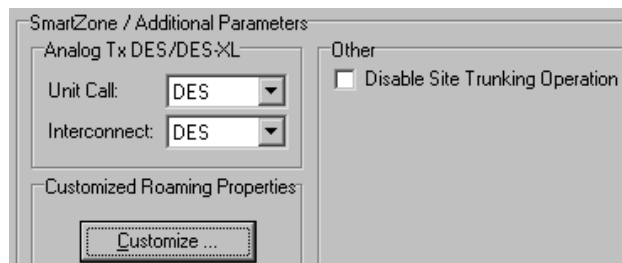 SmartZone / Additional Parameters
Analog Tx DES/DES-XL
Unit Call: DES
Interconnect: DES
Customized Roaming Properties
Customize ...
Other
Disable Site Trunking Operation